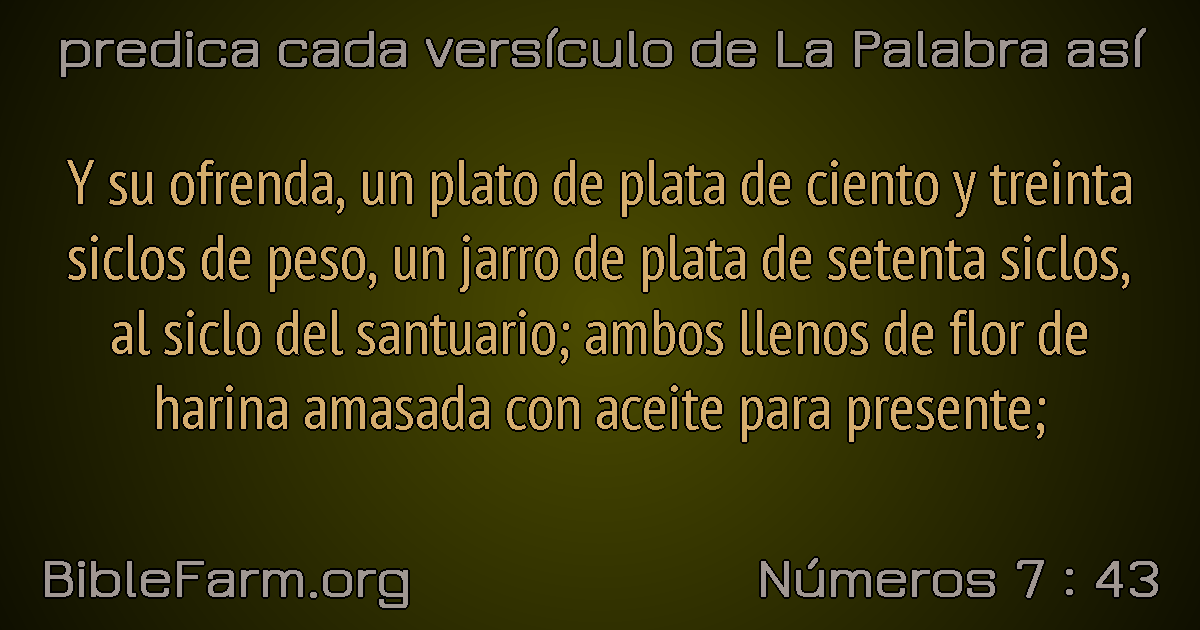 predica cada versículo de La Palabra así
Y su ofrenda, un plato de plata de ciento y treinta
siclos de peso, un jarro de plata de setenta siclos,
al siclo del santuario; ambos llenos de flor de
harina amasada con aceite para presente;
BibleFarm.org
Números 7 : 43